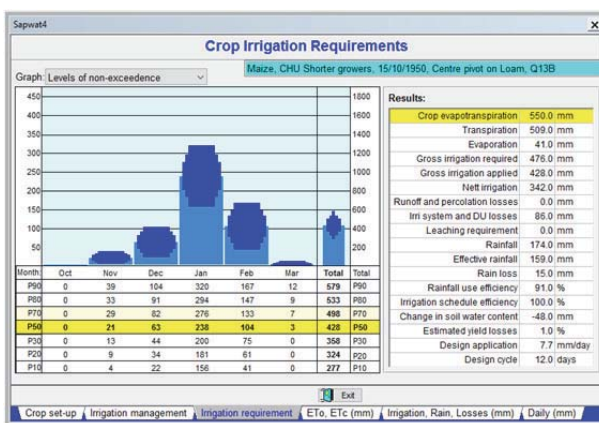 Sapwat4 x
Crop Irrigation Requirements
Graph: Levels of non-exceedence
Maize, CHU Shorter growers, 15/10/1950, Centre pivot on Loam, Q13B
450 1800
400 1600
350 1400
300 1200
250 1000
200 800
150 600
100 400
50 200
Month: Oct Nov Dec Jan Feb Mar Total Total
P90 0 39 104 320 167 12 579 P90
P80 0 33 91 294 147 9 533 P80
P70 0 29 82 276 133 7 498 P70
P50 0 21 63 238 104 3 428 P50
P30 0 13 44 200 75 0 358 P30
P20 0 9 34 181 61 0 324 P20
P10 0 4 22 156 41 0 277 P10
Results:
Crop evapotranspiration 550.0 mm
Transpiration 509.0 mm
Evaporation 41.0 mm
Gross irrigation required 476.0 mm
Gross irrigation applied 428.0 mm
Nett irrigation 342.0 mm
Runoff and percolation losses 0.0 mm
Irri system and DU losses 86.0 mm
Leaching requirement 0.0 mm
Rainfall 174.0 mm
Effective rainfall 159.0 mm
Rain loss 15.0 mm
Rainfall use efficiency 91.0 %
Irrigation schedule efficiency 100.0 %
Change in soil water content -48.0 mm
Estimated yield losses 1.0 %
Design application 7.7 mm/day
Design cycle 12.0 days
Exit
Crop set-up Irrigation management Irrigation requirement ETo, ETc (mm) Irrigation, Rain, Losses (mm) Daily (mm)